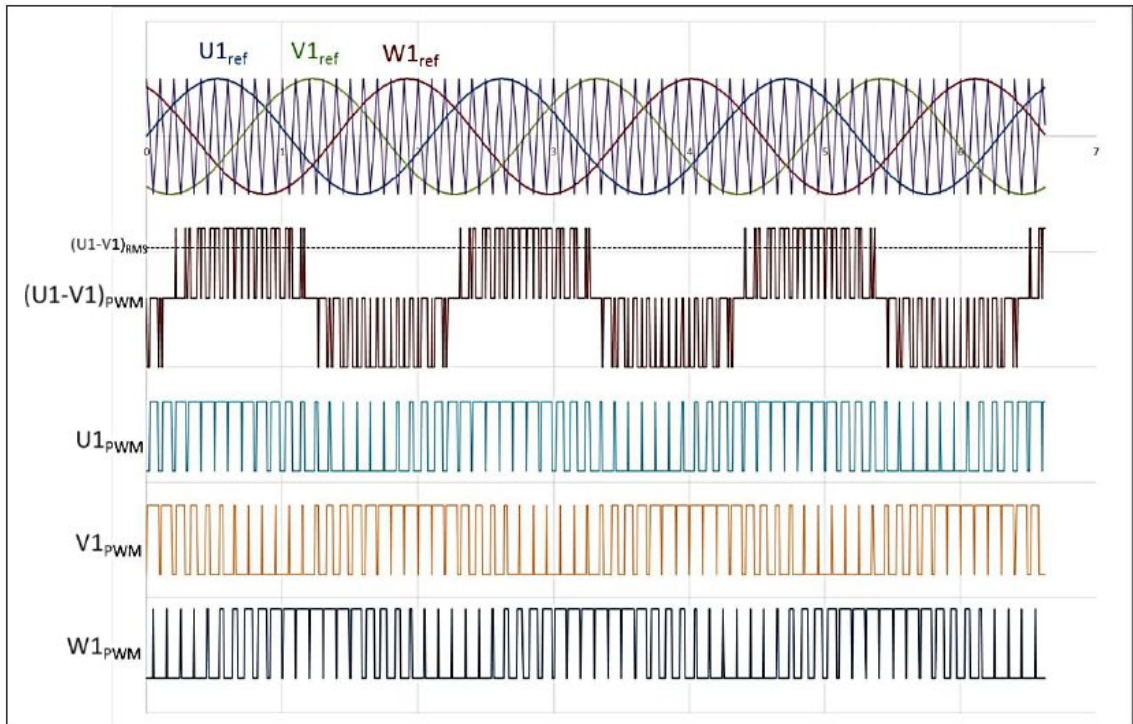 U1ref V1ref W1ref
0 1 2 3 4 5 6 7
(U1-V1)RMS
(U1-V1)PWM
U1PWM
V1PWM
W1PWM